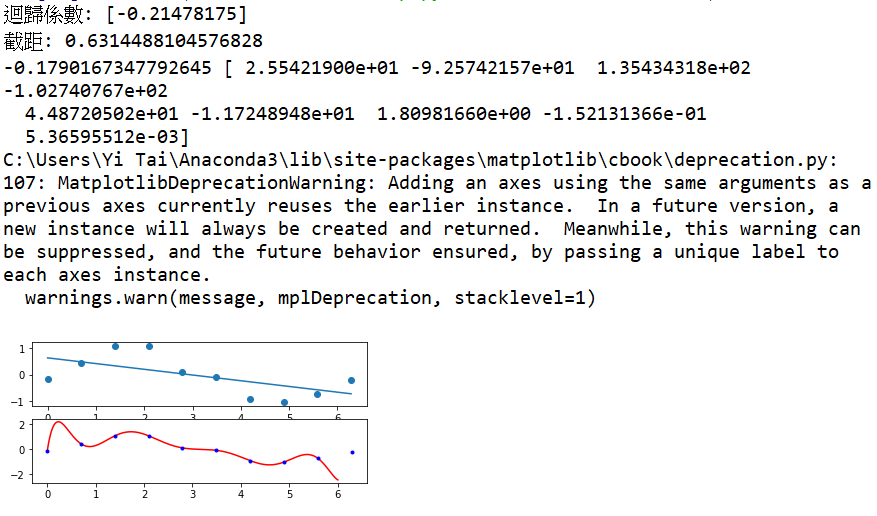 迴歸係數: [-0.21478175]
截距: 0.6314488104576828
-0.1790167347792645 [ 2.55421900e+01 -9.25742157e+01  1.35434318e+02
-1.02740767e+02
  4.48720502e+01 -1.17248948e+01  1.80981660e+00 -1.52131366e-01
  5.36595512e-03]
C:\Users\Yi Tai\Anaconda3\lib\site-packages\matplotlib\cbook\deprecation.py:
107: MatplotlibDeprecationWarning: Adding an axes using the same arguments as a
previous axes currently reuses the earlier instance.  In a future version, a
new instance will always be created and returned.  Meanwhile, this warning can
be suppressed, and the future behavior ensured, by passing a unique label to
each axes instance.
  warnings.warn(message, mplDeprecation, stacklevel=1)
1
0
−1
0 1 2 3 4 5 6
2
0
−2
0 1 2 3 4 5 6